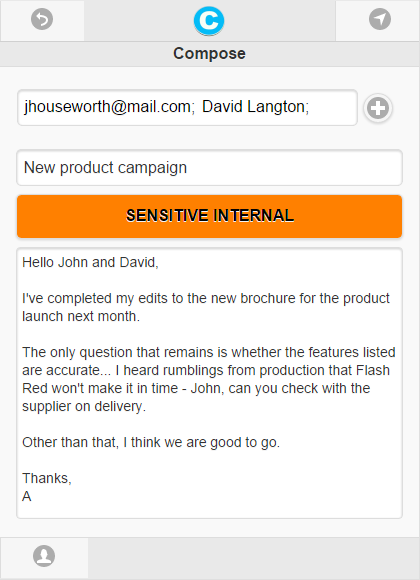 C
Compose
jhouseworth@mail.com; David Langton;
New product campaign
SENSITIVE INTERNAL
Hello John and David,
I've completed my edits to the new brochure for the product
launch next month.
The only question that remains is whether the features listed
are accurate... I heard rumblings from production that Flash
Red won't make it in time - John, can you check with the
supplier on delivery.
Other than that, I think we are good to go.
Thanks,
A